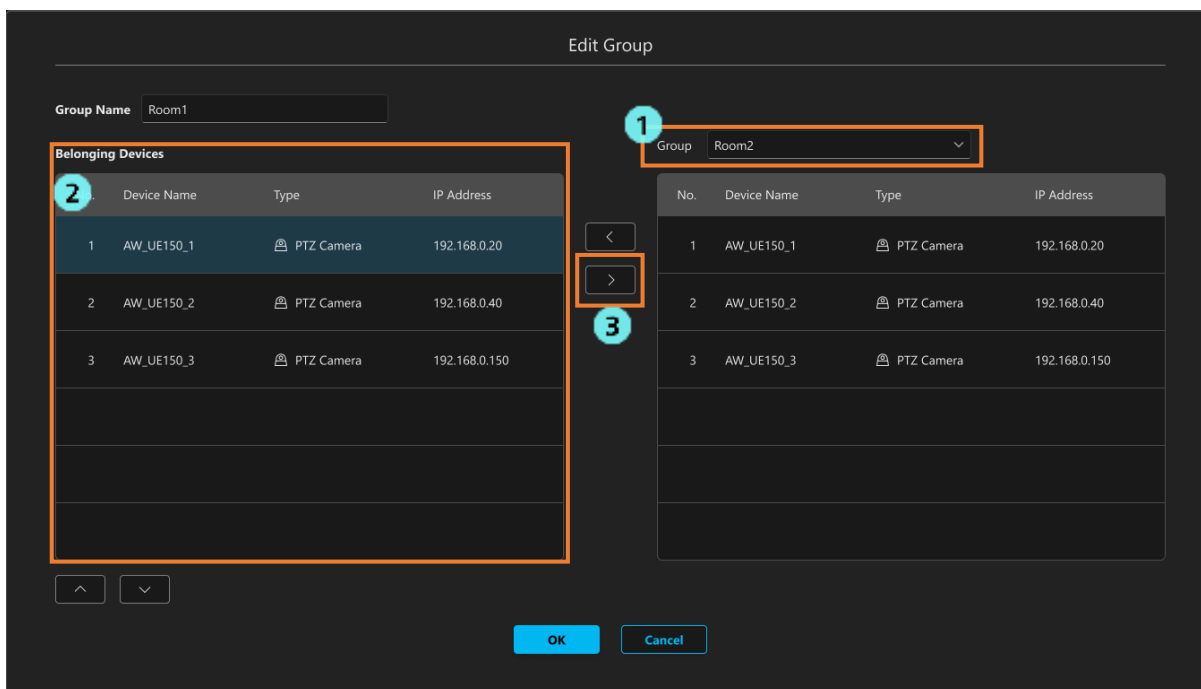 Edit Group
Group Name Room1
1
Group Room2
Belonging Devices
2 . Device Name Type IP Address
No. Device Name Type IP Address
1 AW_UE150_1 PTZ Camera 192.168.0.20
2 AW_UE150_2 PTZ Camera 192.168.0.40
3 AW_UE150_3 PTZ Camera 192.168.0.150
3
1 AW_UE150_1 PTZ Camera 192.168.0.20
2 AW_UE150_2 PTZ Camera 192.168.0.40
3 AW_UE150_3 PTZ Camera 192.168.0.150
OK Cancel